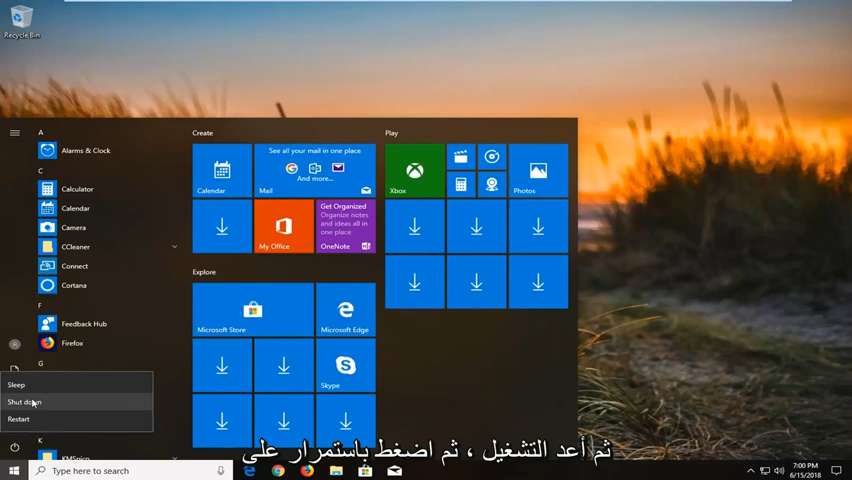 Recycle Bin
A
Alarms & Clock
C
Calculator
Calendar
Camera
CCleaner
Connect
Cortana
F
Feedback Hub
Firefox
G
Sleep
Shut down
Restart
K
KMSpico
Create
Calendar
See all your mail in one place
And more...
Mail
My Office
Get Organized
Organize notes
and ideas all in
one place
OneNote
Explore
Microsoft Store
Microsoft Edge
Skype
Play
Xbox
Photos
ثم أعد التشغيل ، ثم اضغط باستمرار على
Type here to search
7:00 PM
6/15/2018